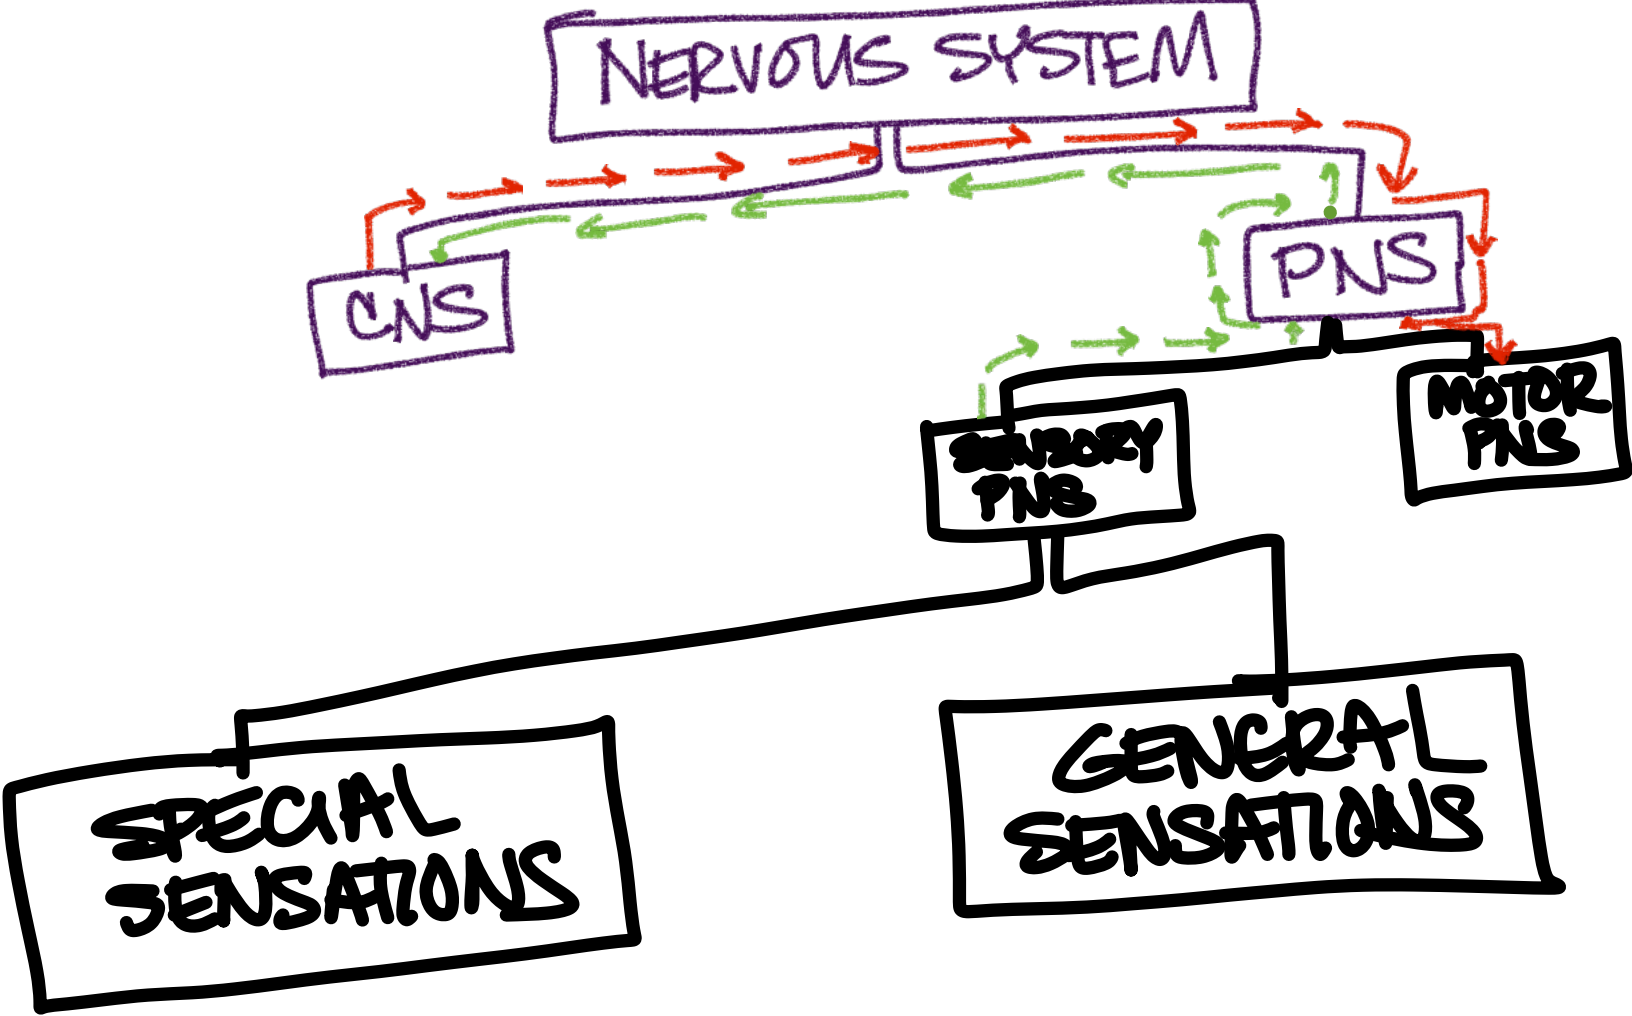 NERVOUS SYSTEM
CNS
PNS
SENSORY
PNS
MOTOR
PNS
SPECIAL
SENSATIONS
GENERAL
SENSATIONS